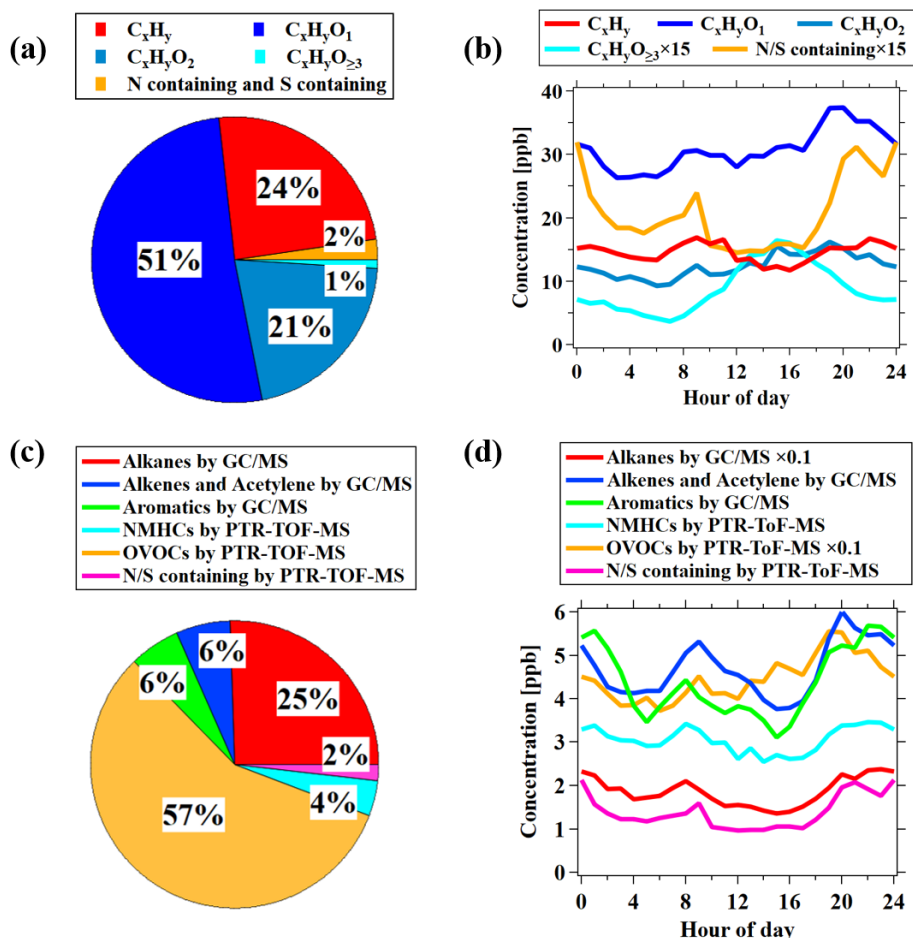 (a)
CxHy CxHyO1
CxHyO2 CxHyO≥3
N containing and S containing
24%
2%
51%
1%
21%
(b)
CxHy CxHyO1 CxHyO2
CxHyO≥3×15 N/S containing×15
Concentration [ppb]
40
30
20
10
0
0 4 8 12 16 20 24
Hour of day
(c)
Alkanes by GC/MS
Alkenes and Acetylene by GC/MS
Aromatics by GC/MS
NMHCs by PTR-TOF-MS
OVOCs by PTR-TOF-MS
N/S containing by PTR-TOF-MS
6%
6%
25%
2%
4%
57%
(d)
Alkanes by GC/MS ×0.1
Alkenes and Acetylene by GC/MS
Aromatics by GC/MS
NMHCs by PTR-ToF-MS
OVOCs by PTR-ToF-MS ×0.1
N/S containing by PTR-ToF-MS
Concentration [ppb]
6
5
4
3
2
1
0
0 4 8 12 16 20 24
Hour of day